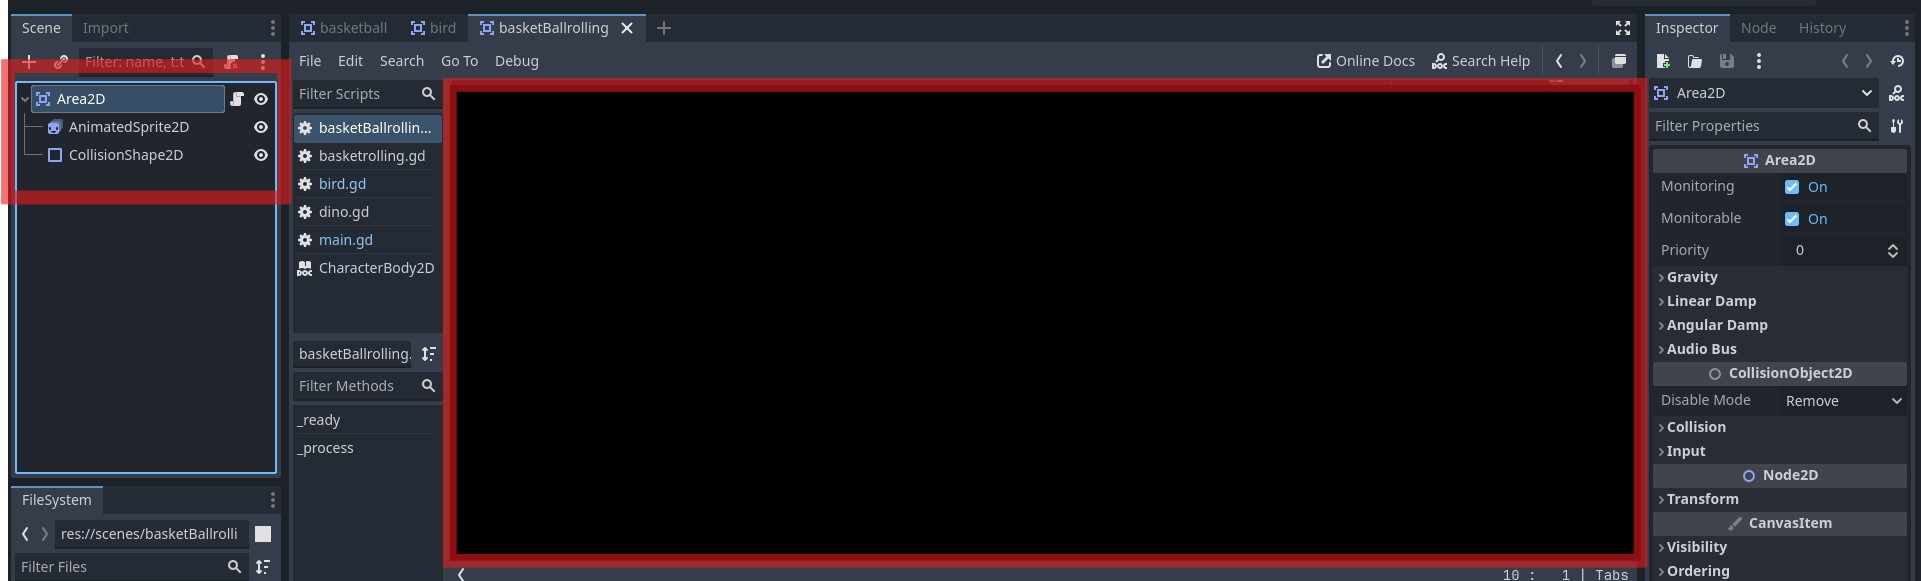 Scene Import
Filter: name, t:t
Area2D
AnimatedSprite2D
CollisionShape2D
FileSystem
res://scenes/basketBallrolli
Filter Files
basketball bird basketBallrolling
File Edit Search Go To Debug Online Docs Search Help
Filter Scripts
basketBallrollin...
basketrolling.gd
bird.gd
dino.gd
main.gd
CharacterBody2D
basketBallrolling.
Filter Methods
_ready
_process
10 : 1 | Tabs
Inspector Node History
Area2D
Filter Properties
Area2D
Monitoring On
Monitorable On
Priority 0
Gravity
Linear Damp
Angular Damp
Audio Bus
CollisionObject2D
Disable Mode Remove
Collision
Input
Node2D
Transform
CanvasItem
Visibility
Ordering